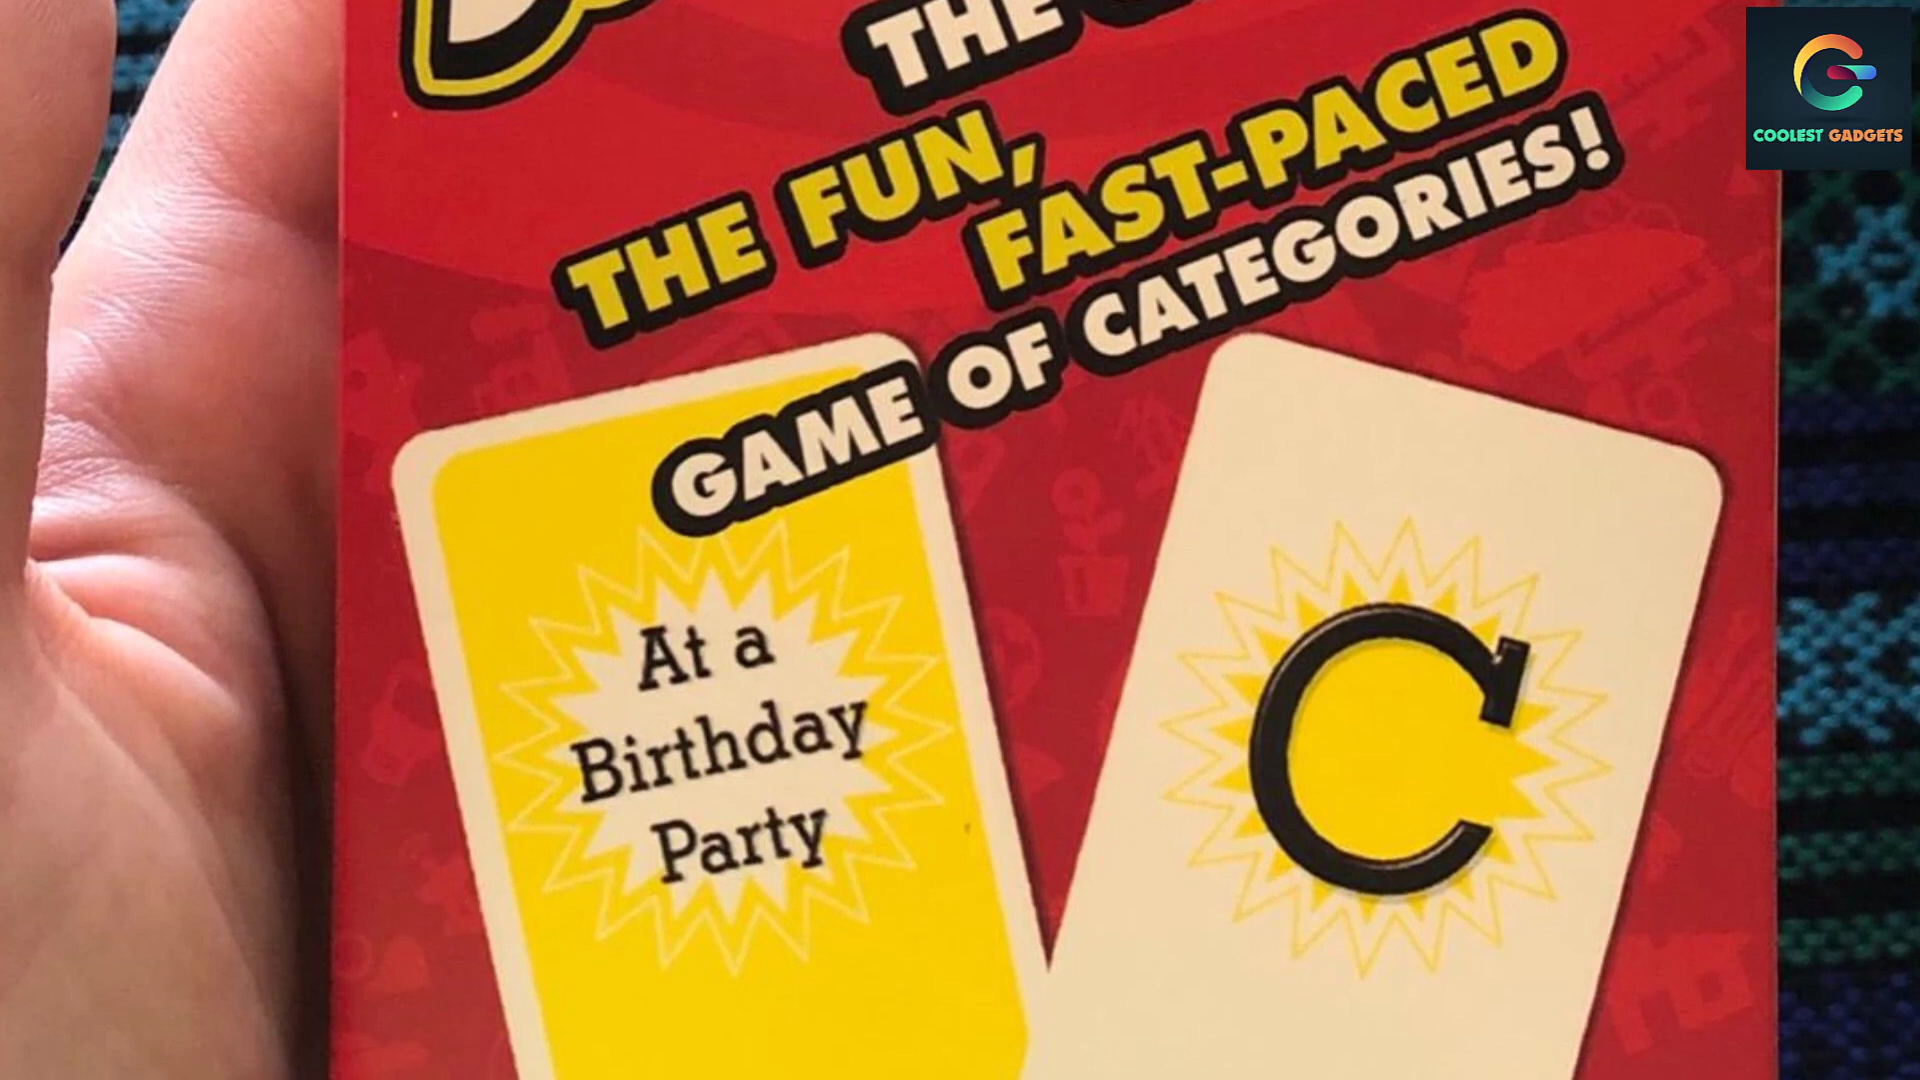 THE
THE FUN,
FAST-PACED
GAME OF CATEGORIES!
At a
Birthday
Party
C
COOLEST GADGETS